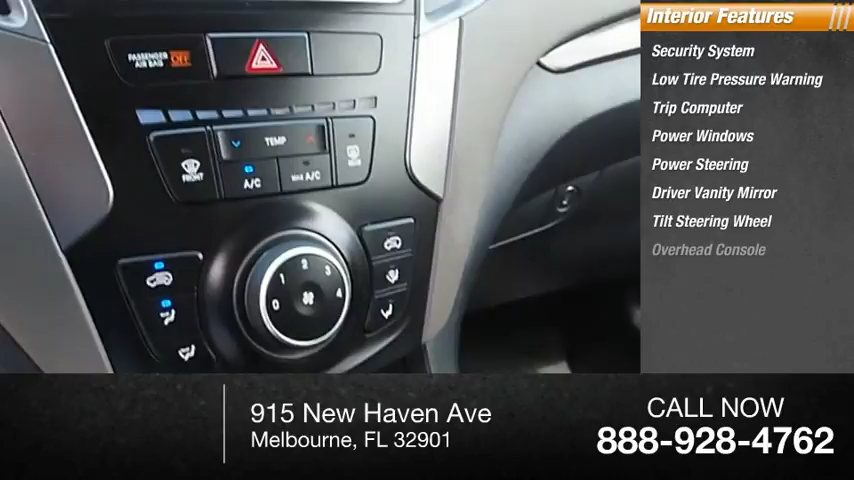 Interior Features
Security System
Low Tire Pressure Warning
Trip Computer
Power Windows
Power Steering
Driver Vanity Mirror
Tilt Steering Wheel
Overhead Console
PASSENGER
AIR BAG OFF
TEMP
FRONT
A/C
MAX A/C
REAR
0 1 2 3 4
915 New Haven Ave
Melbourne, FL 32901
CALL NOW
888-928-4762